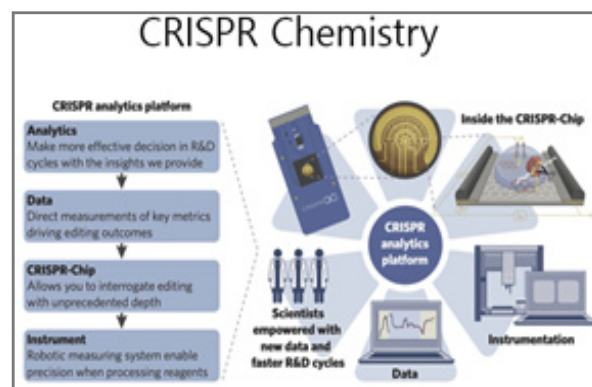 CRISPR Chemistry
CRISPR analytics platform
Analytics
Make more effective decision in R&D
cycles with the insights we provide
Data
Direct measurements of key metrics
driving editing outcomes
CRISPR-Chip
Allows you to interrogate editing
with unprecedented depth
Instrument
Robotic measuring system enable
precision when processing reagents
Inside the CRISPR-Chip
CRISPR
analytics
platform
Scientists
empowered with
new data and
faster R&D cycles
Data
Instrumentation